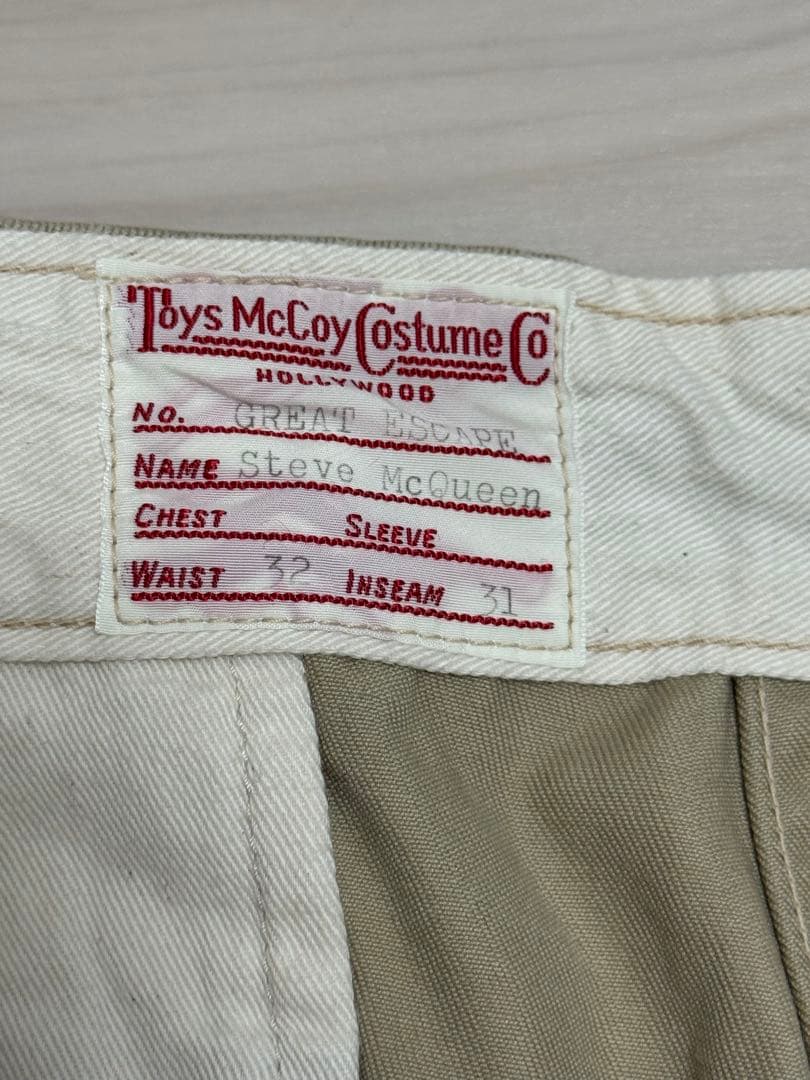 Toys McCoy Costume Co
HOLLYWOOD
No. GREAT ESCAPE
NAME Steve McQueen
CHEST SLEEVE
WAIST 32 INSEAM 31